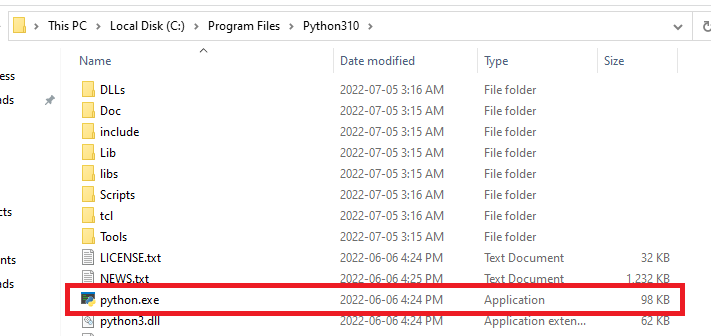 This PC > Local Disk (C:) > Program Files > Python310 >
Name Date modified Type Size
DLLs 2022-07-05 3:16 AM File folder
ess
Doc 2022-07-05 3:15 AM File folder
nds
include 2022-07-05 3:15 AM File folder
Lib 2022-07-05 3:16 AM File folder
libs 2022-07-05 3:15 AM File folder
Scripts 2022-07-05 3:16 AM File folder
tcl 2022-07-05 3:16 AM File folder
cts
Tools 2022-07-05 3:15 AM File folder
LICENSE.txt 2022-06-06 4:24 PM Text Document 32 KB
ents
NEWS.txt 2022-06-06 4:25 PM Text Document 1,232 KB
nds
python.exe 2022-06-06 4:24 PM Application 98 KB
python3.dll 2022-06-06 4:24 PM Application exten... 62 KB